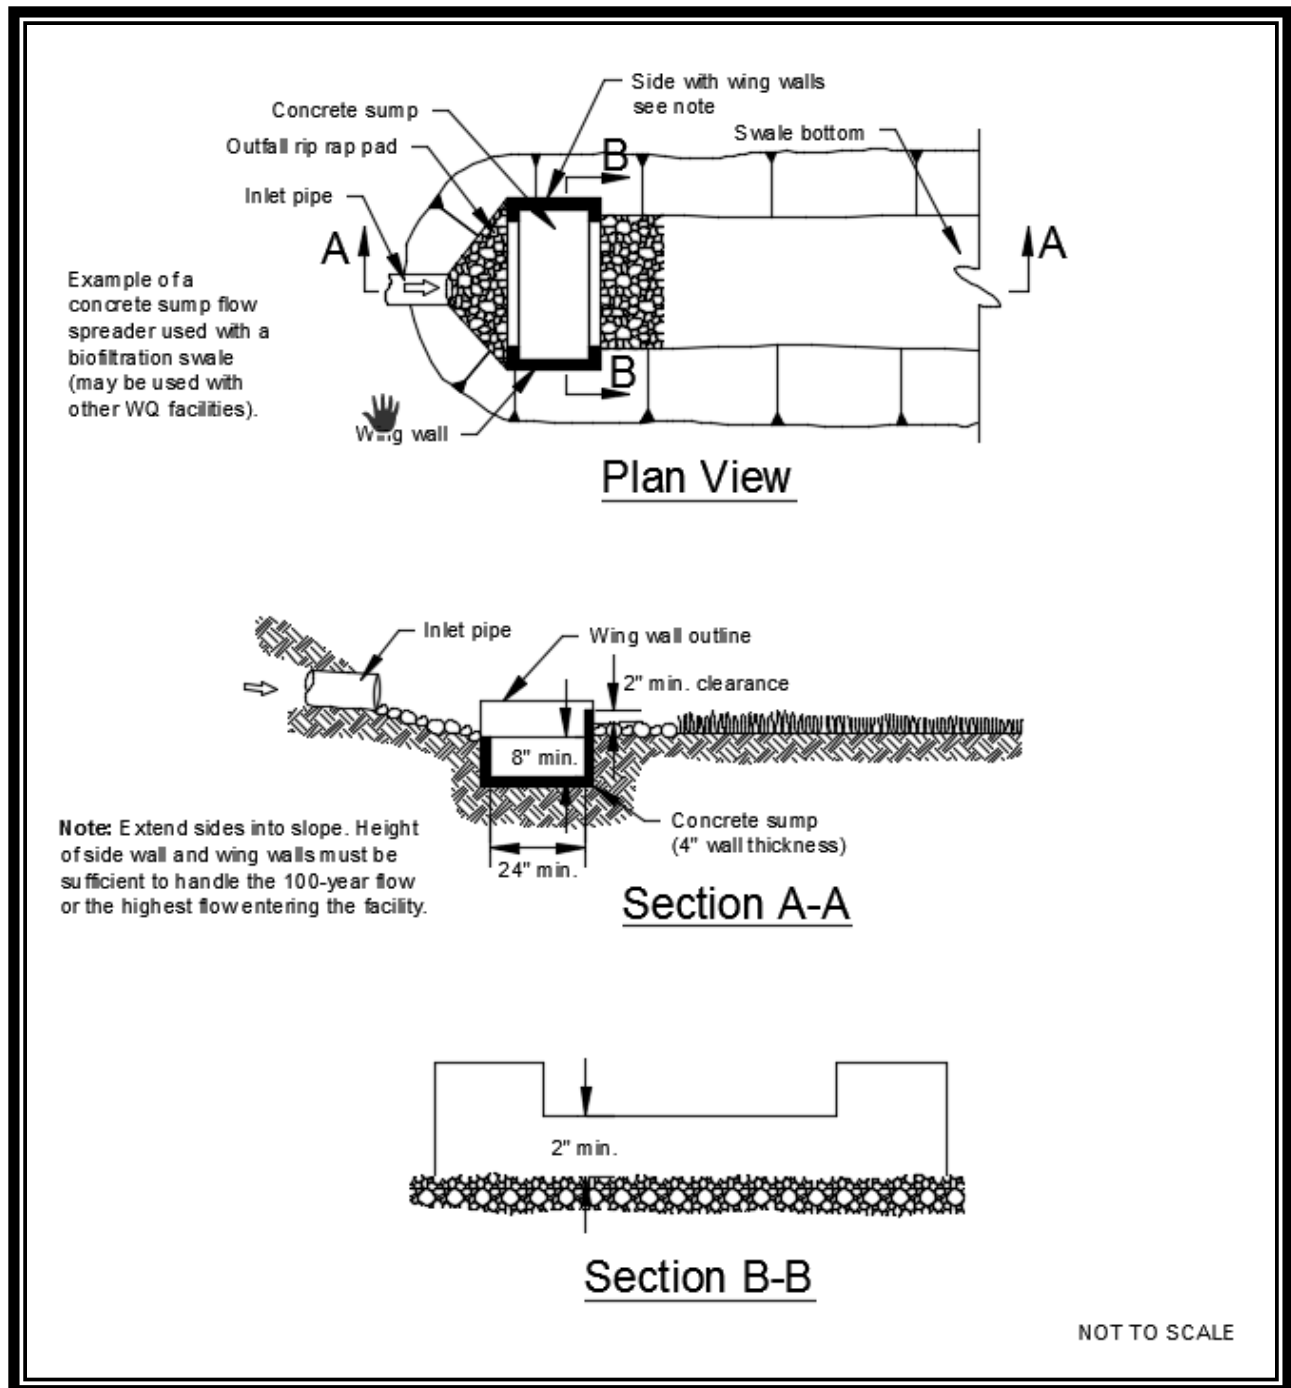 Side with wing walls
see note
Concrete sump
Swale bottom
Outfall rip rap pad
B
Inlet pipe
A
A
Example of a
concrete sump flow
spreader used with a
biofiltration swale
(may be used with
other WQ facilities).
B
Wing wall
Plan View
Inlet pipe
Wing wall outline
2" min. clearance
8" min.
Concrete sump
(4" wall thickness)
24" min.
Note: Extend sides into slope. Height
of side wall and wing walls must be
sufficient to handle the 100-year flow
or the highest flow entering the facility.
Section A-A
2" min.
Section B-B
NOT TO SCALE